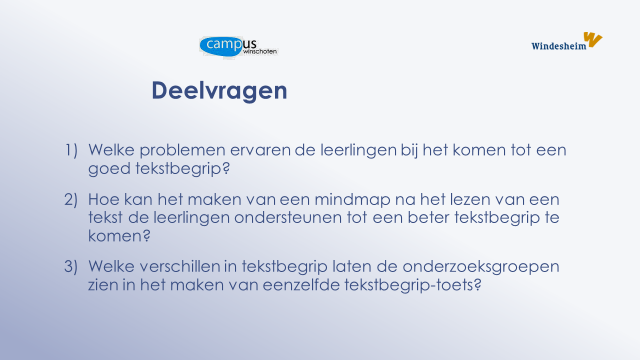 campus
winschoten
Windesheim
Deelvragen
1) Welke problemen ervaren de leerlingen bij het komen tot een
goed tekstbegrip?
2) Hoe kan het maken van een mindmap na het lezen van een
tekst de leerlingen ondersteunen tot een beter tekstbegrip te
komen?
3) Welke verschillen in tekstbegrip laten de onderzoeksgroepen
zien in het maken van eenzelfde tekstbegrip-toets?